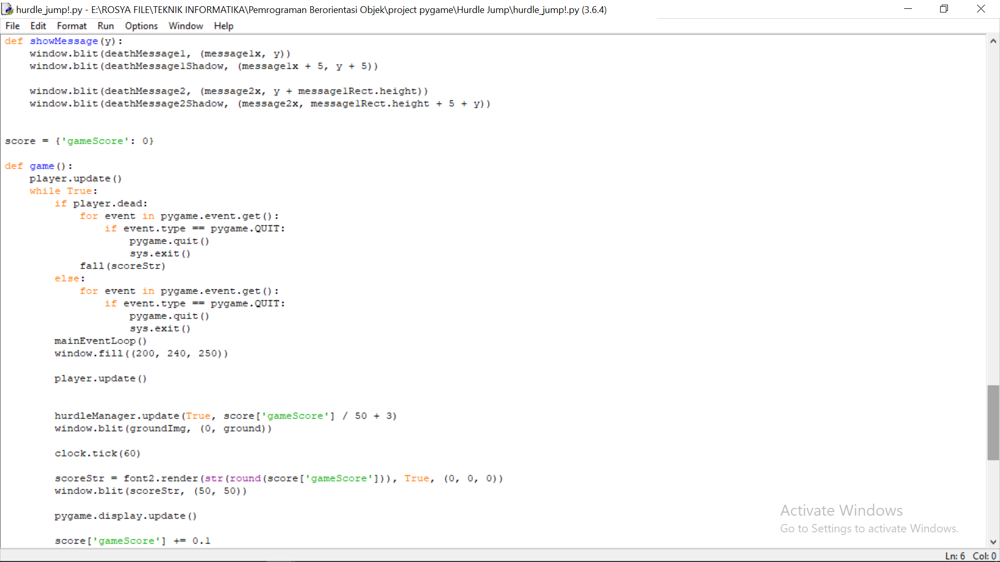 hurdle_jump!.py - E:\ROSYA FILE\TEKNIK INFORMATIKA\Pemrograman Berorientasi Objek\project pygame\Hurdle Jump\hurdle_jump!.py (3.6.4)
File Edit Format Run Options Window Help
def showMessage(y):
    window.blit(deathMessage1, (message1x, y))
    window.blit(deathMessage1Shadow, (message1x + 5, y + 5))

    window.blit(deathMessage2, (message2x, y + message1Rect.height))
    window.blit(deathMessage2Shadow, (message2x, message1Rect.height + 5 + y))


score = {'gameScore': 0}

def game():
    player.update()
    while True:
        if player.dead:
            for event in pygame.event.get():
                if event.type == pygame.QUIT:
                    pygame.quit()
                    sys.exit()
            fall(scoreStr)
        else:
            for event in pygame.event.get():
                if event.type == pygame.QUIT:
                    pygame.quit()
                    sys.exit()
        mainEventLoop()
        window.fill((200, 240, 250))

        player.update()


        hurdleManager.update(True, score['gameScore'] / 50 + 3)
        window.blit(groundImg, (0, ground))

        clock.tick(60)

        scoreStr = font2.render(str(round(score['gameScore'])), True, (0, 0, 0))
        window.blit(scoreStr, (50, 50))

        pygame.display.update()

        score['gameScore'] += 0.1
Activate Windows
Go to Settings to activate Windows.
Ln: 6 Col: 0